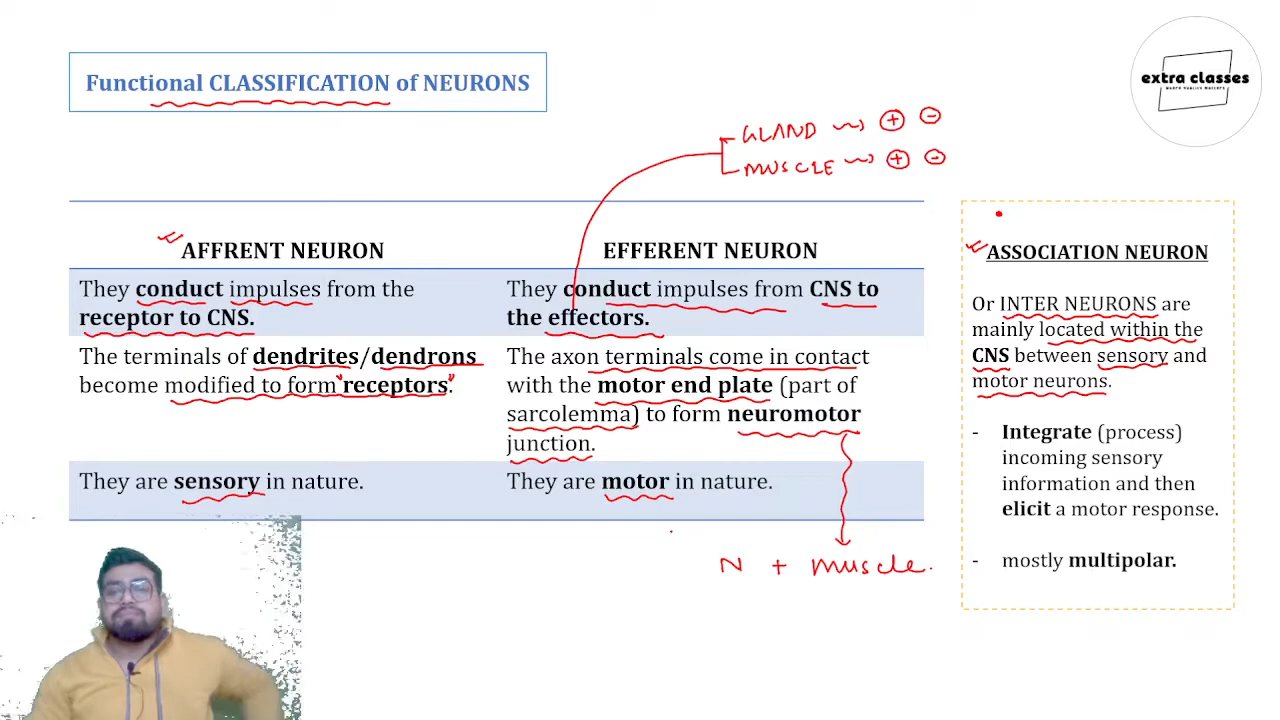 Functional CLASSIFICATION of NEURONS
extra classes
GLAND + -
MUSCLE + -
AFFRENT NEURON
They conduct impulses from the
receptor to CNS.
The terminals of dendrites/dendrons
become modified to form "receptors".
They are sensory in nature.
EFFERENT NEURON
They conduct impulses from CNS to
the effectors.
The axon terminals come in contact
with the motor end plate (part of
sarcolemma) to form neuromotor
junction.
They are motor in nature.
N + muscle.
ASSOCIATION NEURON
Or INTER NEURONS are
mainly located within the
CNS between sensory and
motor neurons.
- Integrate (process)
incoming sensory
information and then
elicit a motor response.
- mostly multipolar.